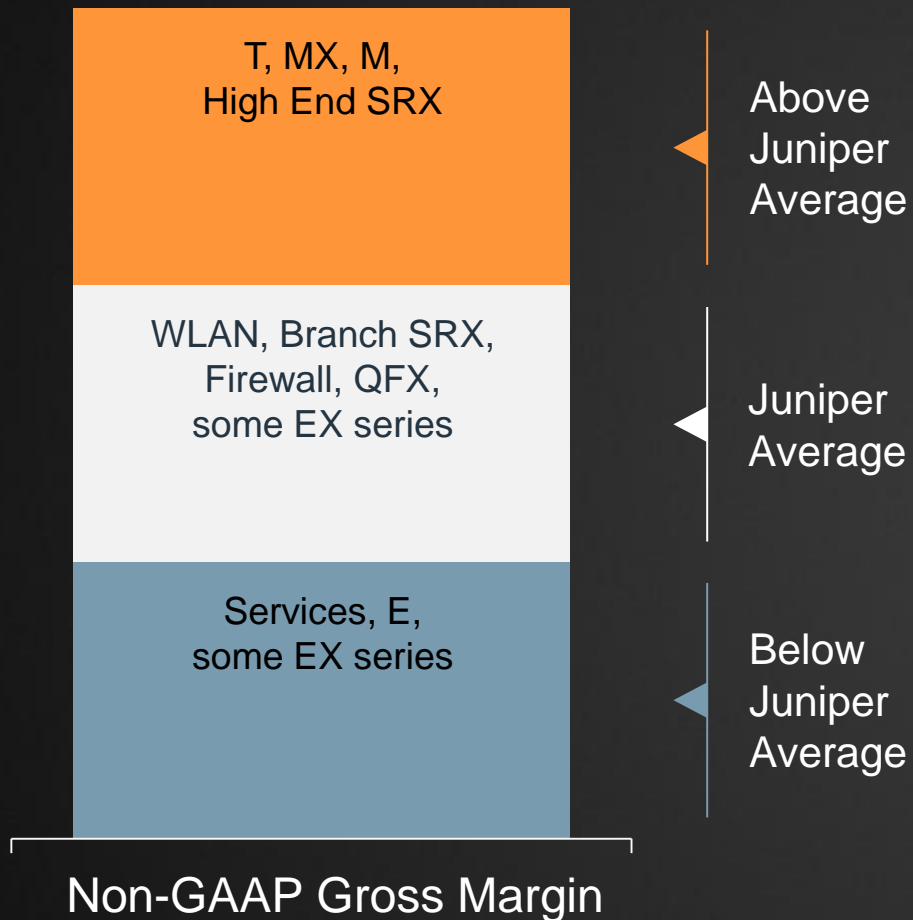 T, MX, M,
High End SRX
Above
Juniper
Average
WLAN, Branch SRX,
Firewall, QFX,
some EX series
Juniper
Average
Services, E,
some EX series
Below
Juniper
Average
Non-GAAP Gross Margin